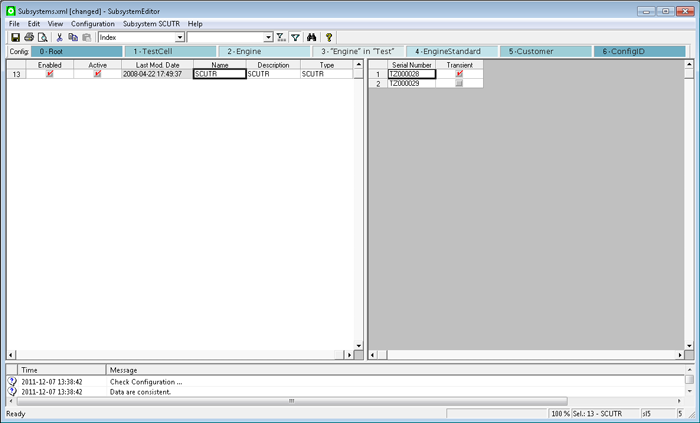 Subsystems.xml [changed] - SubsystemEditor
File Edit View Configuration Subsystem SCUTR Help
Index
Config: 0 - Root 1 - TestCell 2 - Engine 3 - "Engine" in "Test" 4 - EngineStandard 5 - Customer 6 - ConfigID
Enabled Active Last Mod. Date Name Description Type Serial Number Transient
13 2008-04-22 17:49:37 SCUTR SCUTR SCUTR 1 TZ000028
2 TZ000029
Time Message
2011-12-07 13:38:42 Check Configuration ...
2011-12-07 13:38:42 Data are consistent.
Ready 100 % Sel.: 13 - SCUTR sl5 5